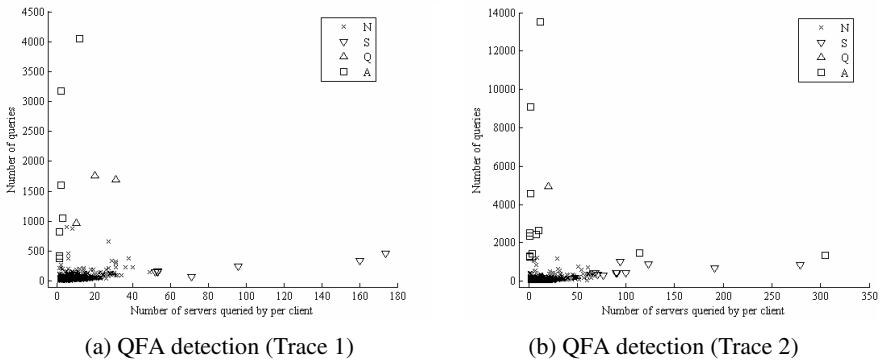 4500
4000
3500
3000
2500
2000
1500
1000
500
0
0 20 40 60 80 100 120 140 160 180
Number of queries
Number of servers queried by per client
N
S
Q
A
(a) QFA detection (Trace 1)
14000
12000
10000
8000
6000
4000
2000
0
0 50 100 150 200 250 300 350
Number of queries
Number of servers queried by per client
N
S
Q
A
(b) QFA detection (Trace 2)